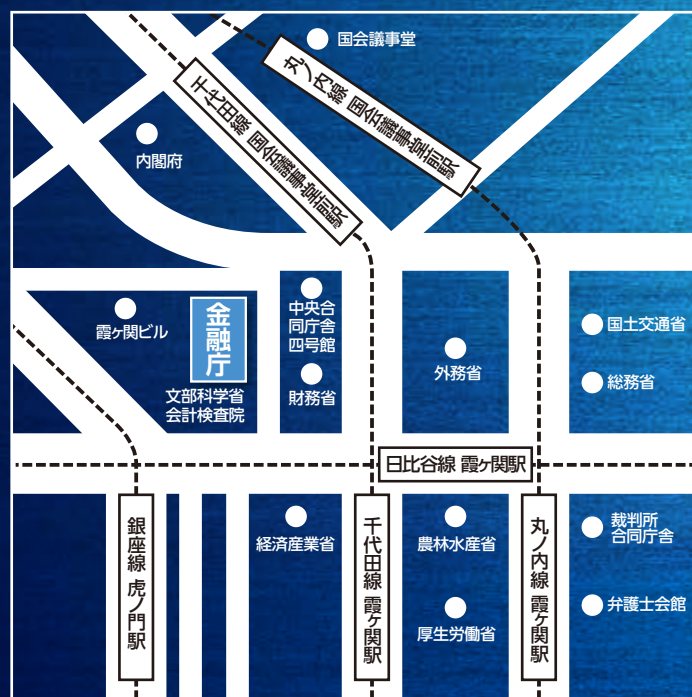 国会議事堂
丸ノ内線 国会議事堂前駅
千代田線 国会議事堂前駅
内閣府
中央合
同庁舎
四号館
霞ヶ関ビル
金融庁
国土交通省
外務省
財務省
総務省
文部科学省
会計検査院
日比谷線 霞ヶ関駅
銀座線 虎ノ門駅
経済産業省
千代田線 霞ヶ関駅
農林水産省
丸ノ内線 霞ヶ関駅
裁判所
合同庁舎
弁護士会館
厚生労働省